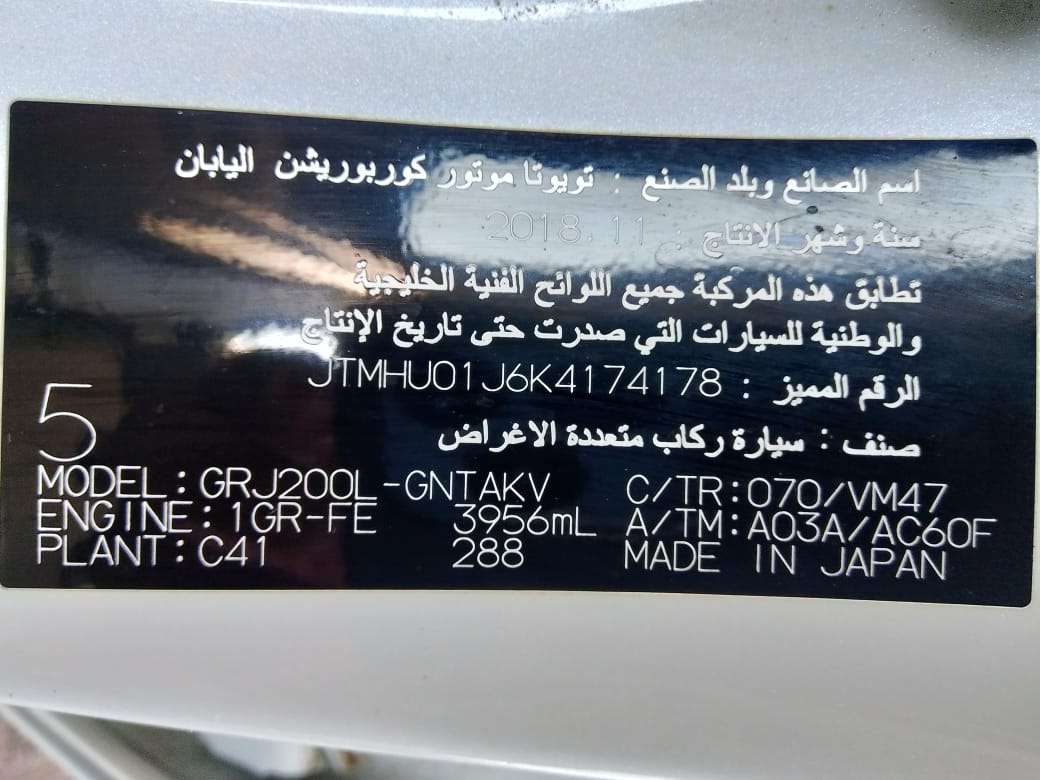 اسم الصانع وبلد الصنع : تويوتا موتور كوربوريشن اليابان
سنة وشهر الانتاج : 2018.11
تطابق هذه المركبة جميع اللوائح الفنية الخليجية
والوطنية للسيارات التي صدرت حتى تاريخ الإنتاج
الرقم المميز : JTMHU01J6K4174178
صنف : سيارة ركاب متعددة الاغراض
5
MODEL:GRJ200L-GNTAKV C/TR:070/VM47
ENGINE:1GR-FE 3956mL A/TM:A03A/AC60F
PLANT:C41 288 MADE IN JAPAN